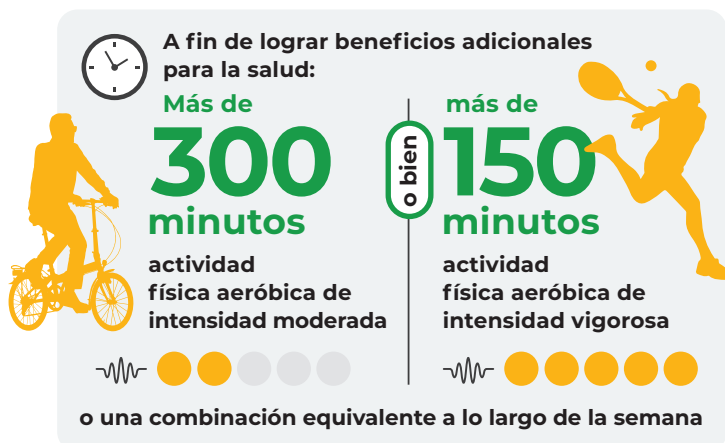 A fin de lograr beneficios adicionales
para la salud:
Más de
300
minutos
actividad
física aeróbica de
intensidad moderada
o bien
más de
150
minutos
actividad
física aeróbica de
intensidad vigorosa
o una combinación equivalente a lo largo de la semana